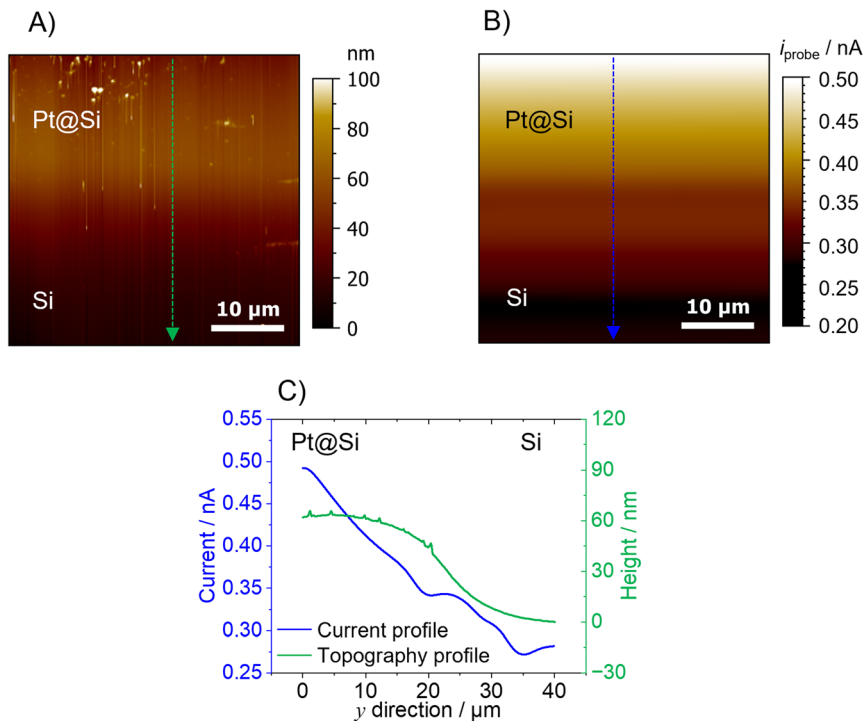 A)
nm
100
80
60
40
20
0
Pt@Si
Si
10 µm
B)
iprobe / nA
0.50
0.45
0.40
0.35
0.30
0.25
0.20
Pt@Si
Si
10 µm
C)
0.55
0.50
0.45
0.40
0.35
0.30
0.25
Current / nA
Pt@Si
Si
120
90
60
30
0
−30
Height / nm
Current profile
Topography profile
0 10 20 30 40
y direction / µm